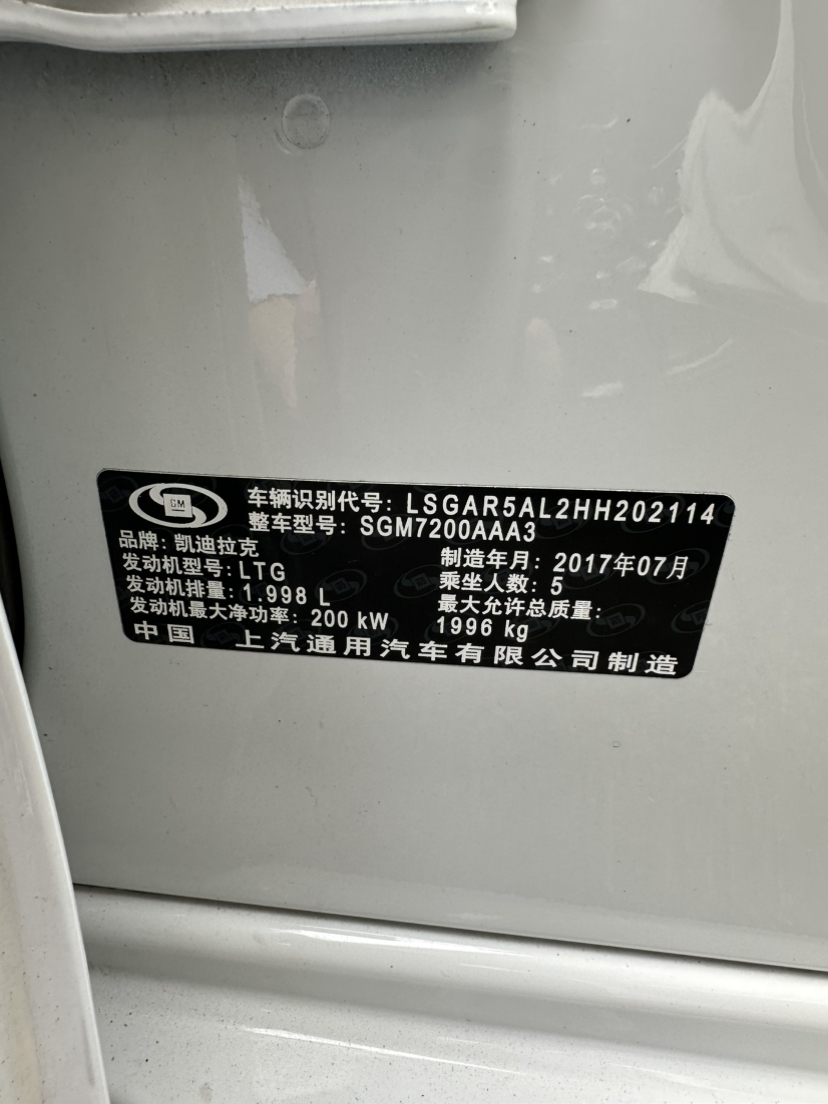 GM
车辆识别代号: LSGAR5AL2HH202114
整车型号: SGM7200AAA3
品牌: 凯迪拉克
制造年月: 2017年07月
发动机型号: LTG
乘坐人数: 5
发动机排量: 1.998 L
最大允许总质量:
发动机最大净功率: 200 kW
1996 kg
中国 上汽通用汽车有限公司制造